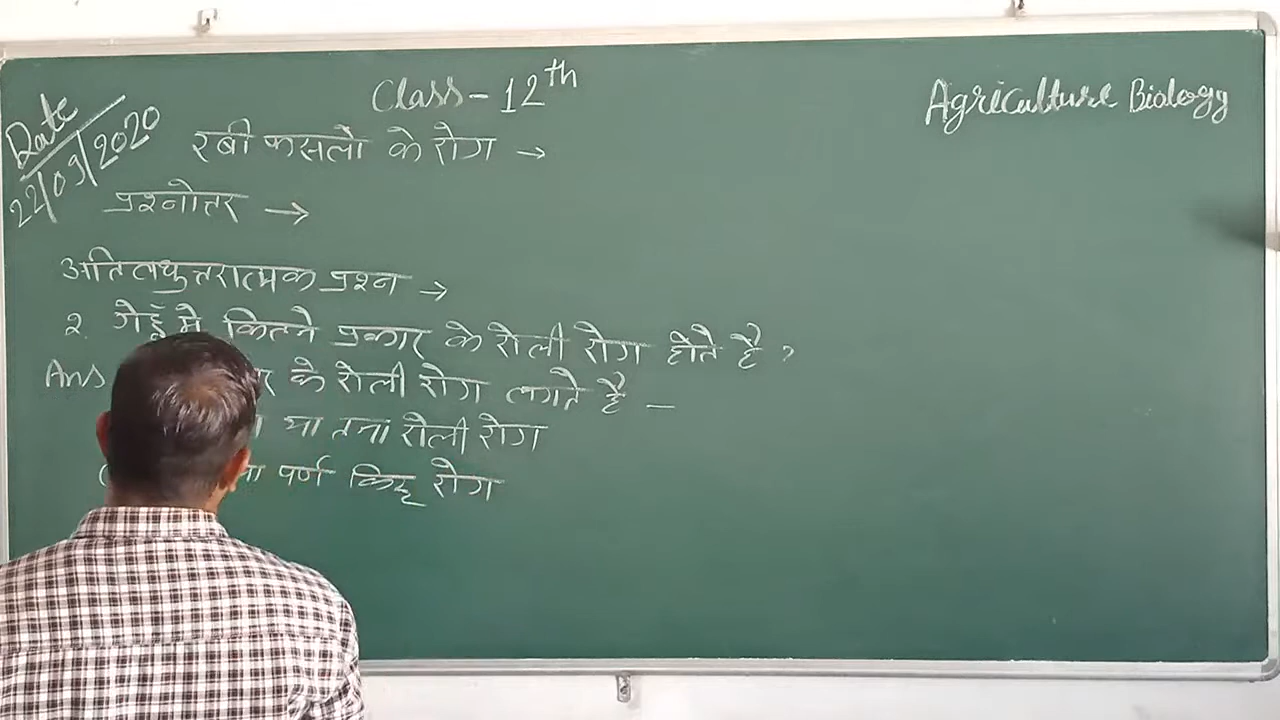 Class - 12th
Agriculture Biology
Date
22/09/2020
रबी फसलो के रोग →
प्रश्नोत्तर →
अतिलघुत्तरात्मक प्रश्न →
2. गेहूँ मे कितने प्रकार के रोली रोग होते है ?
Ans के रोली रोग लगते है -
या तना रोली रोग
पर्ण किट्ट रोग